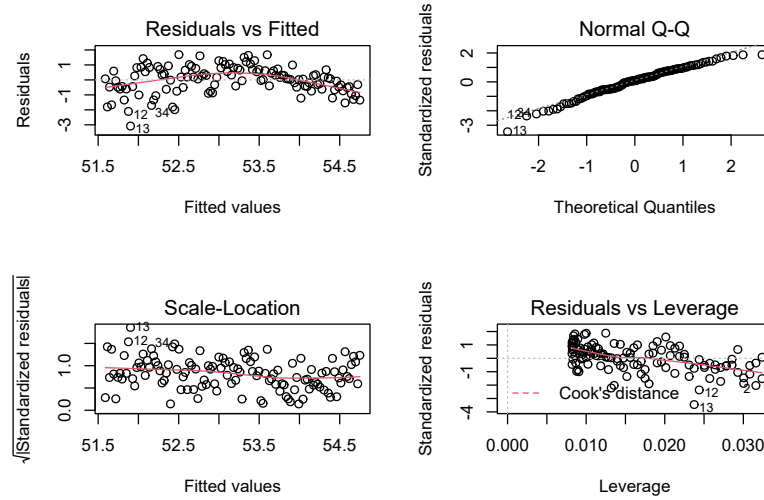 Residuals vs Fitted
Residuals
1
-1
-3
12
34
13
51.5 52.5 53.5 54.5
Fitted values
Normal Q-Q
Standardized residuals
2
0
-3
34
13
-2 -1 0 1 2
Theoretical Quantiles
Scale-Location
√|Standardized residuals|
1.0
0.0
13
12
34
51.5 52.5 53.5 54.5
Fitted values
Residuals vs Leverage
Standardized residuals
1
-1
-4
Cook's distance
12
2
13
0.000 0.010 0.020 0.030
Leverage